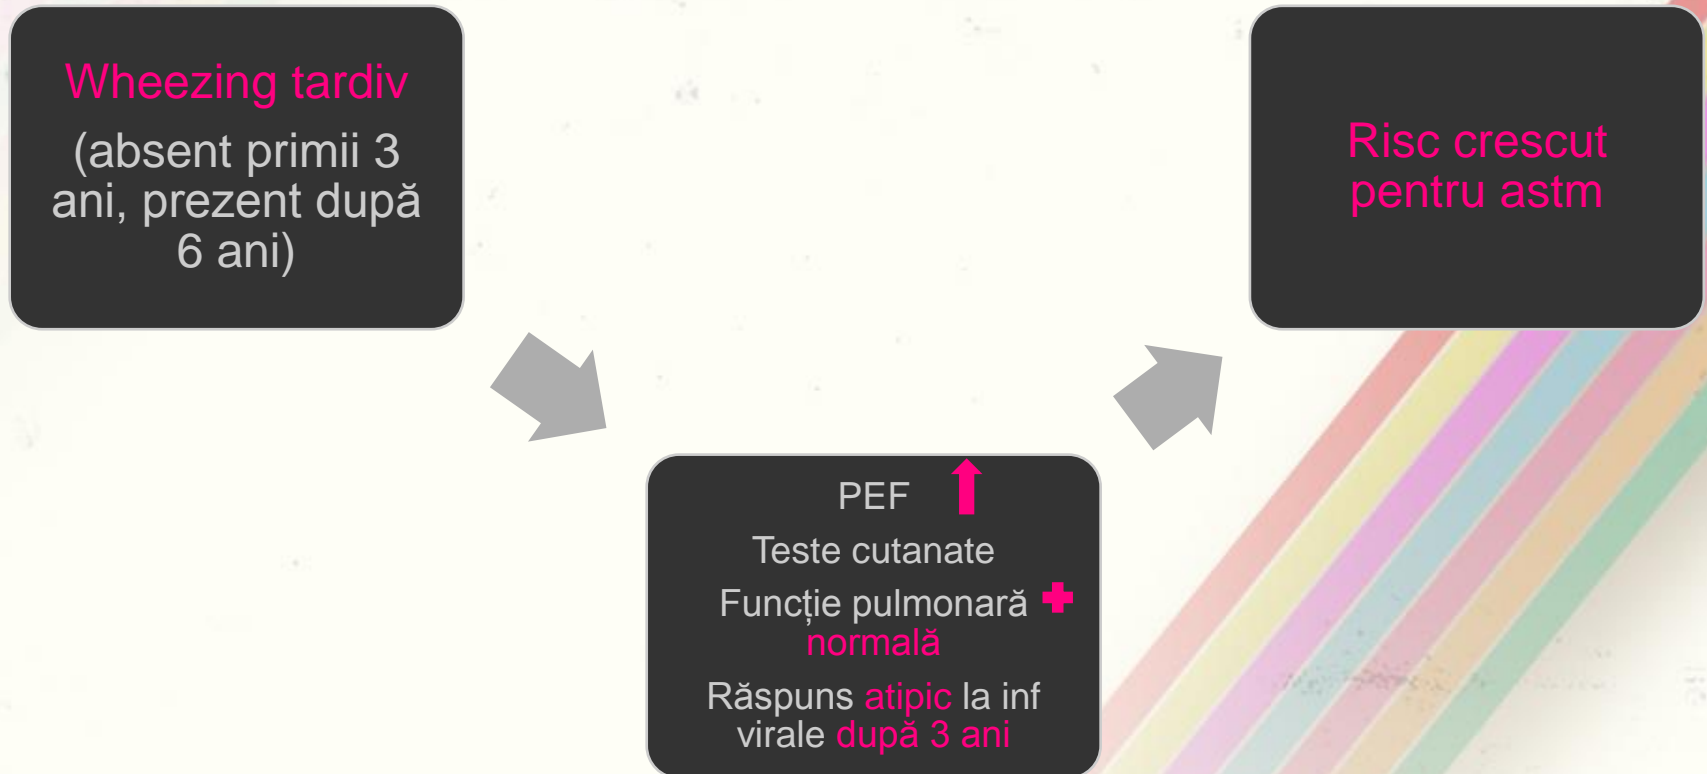 Wheezing tardiv
(absent primii 3
ani, prezent după
6 ani)
PEF
Teste cutanate
Funcție pulmonară
normală
Răspuns atipic la inf
virale după 3 ani
Risc crescut
pentru astm